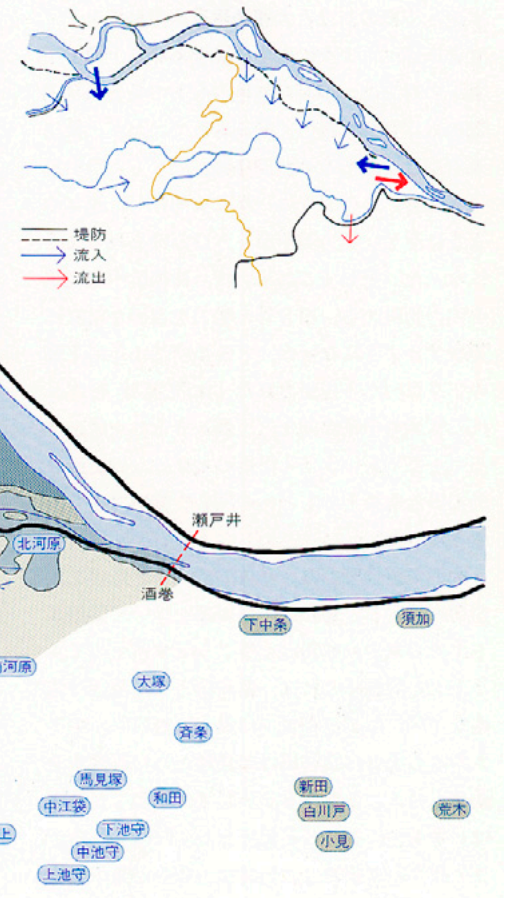 堤防
流入
流出
瀬戸井
北河原
酒巻
下中条
須加
河原
大塚
斉条
馬見塚
和田
新田
中江袋
白川戸
荒木
上
下池守
小見
中池守
上池守